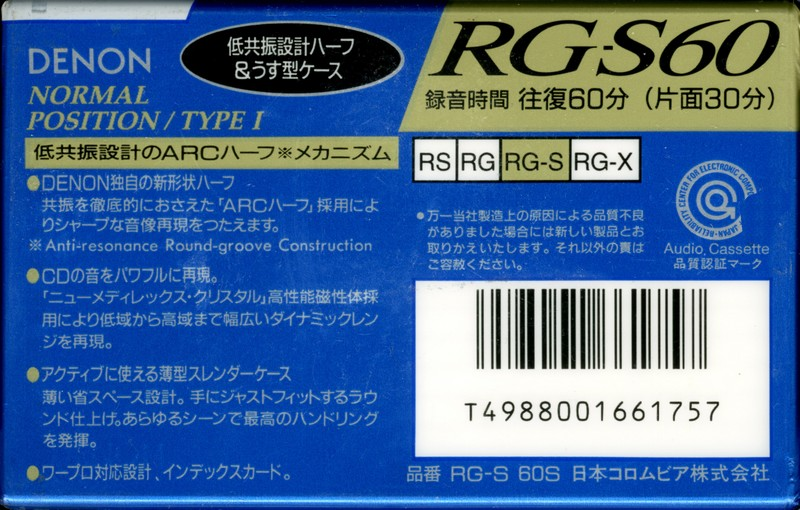 DENON
NORMAL
POSITION / TYPE I
低共振設計ハーフ
&うす型ケース
RG-S60
録音時間 往復60分（片面30分）
低共振設計のARCハーフ※メカニズム
●DENON独自の新形状ハーフ
共振を徹底的におさえた「ARCハーフ」採用によ
りシャープな音像再現をつたえます。
※Anti-resonance Round-groove Construction
●CDの音をパワフルに再現。
「ニューメディレックス・クリスタル」高性能磁性体採
用により低域から高域まで幅広いダイナミックレン
ジを再現。
●アクティブに使える薄型スレンダーケース
薄い省スペース設計。手にジャストフィットするラウ
ンド仕上げ。あらゆるシーンで最高のハンドリング
を発揮。
●ワープロ対応設計、インデックスカード。
RS RG RG-S RG-X
●万一当社製造上の原因による品質不良
がありました場合には新しい製品とお
取りかえいたします。それ以外の責は
ご容赦ください。
RELIABILITY CENTER FOR ELECTRONIC
JAPAN
Audio Cassette
品質認証マーク
T4988001661757
品番 RG-S 60S 日本コロムビア株式会社